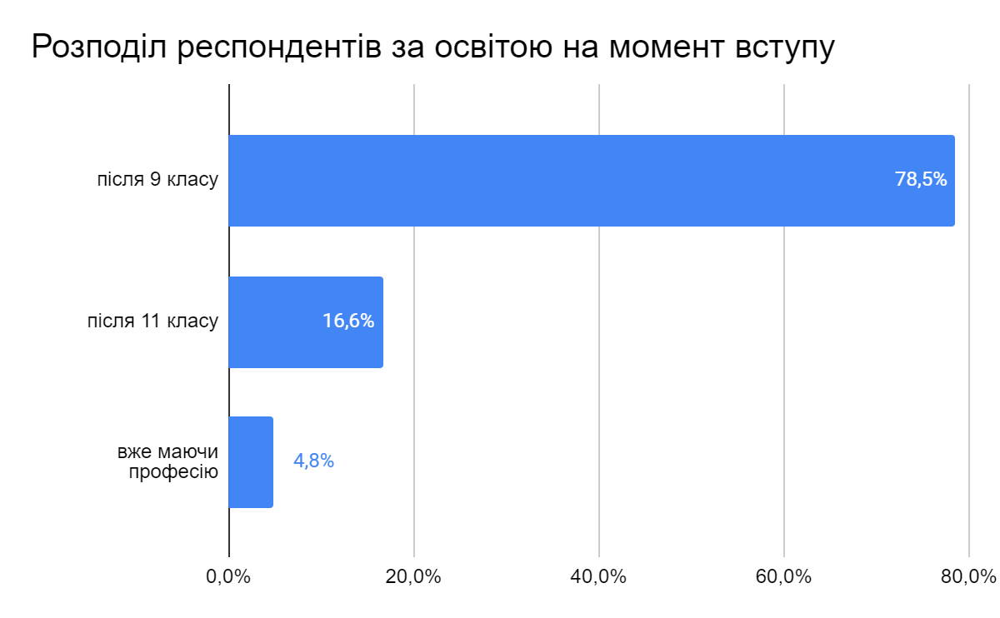 Розподіл респондентів за освітою на момент вступу
після 9 класу
78,5%
після 11 класу
16,6%
вже маючи
професію
4,8%
0,0%
20,0%
40,0%
60,0%
80,0%